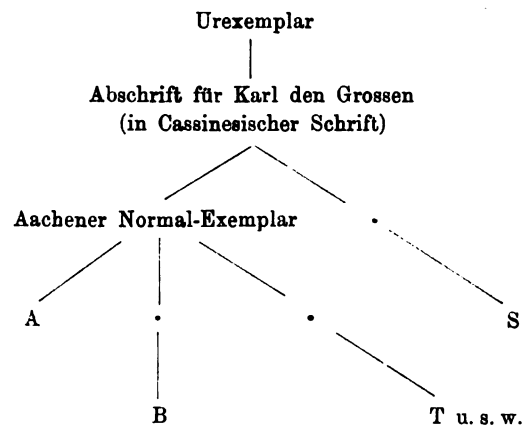 Urexemplar
Abschrift für Karl den Grossen
(in Cassinesischer Schrift)
Aachener Normal-Exemplar
A
S
B
T u. s. w.